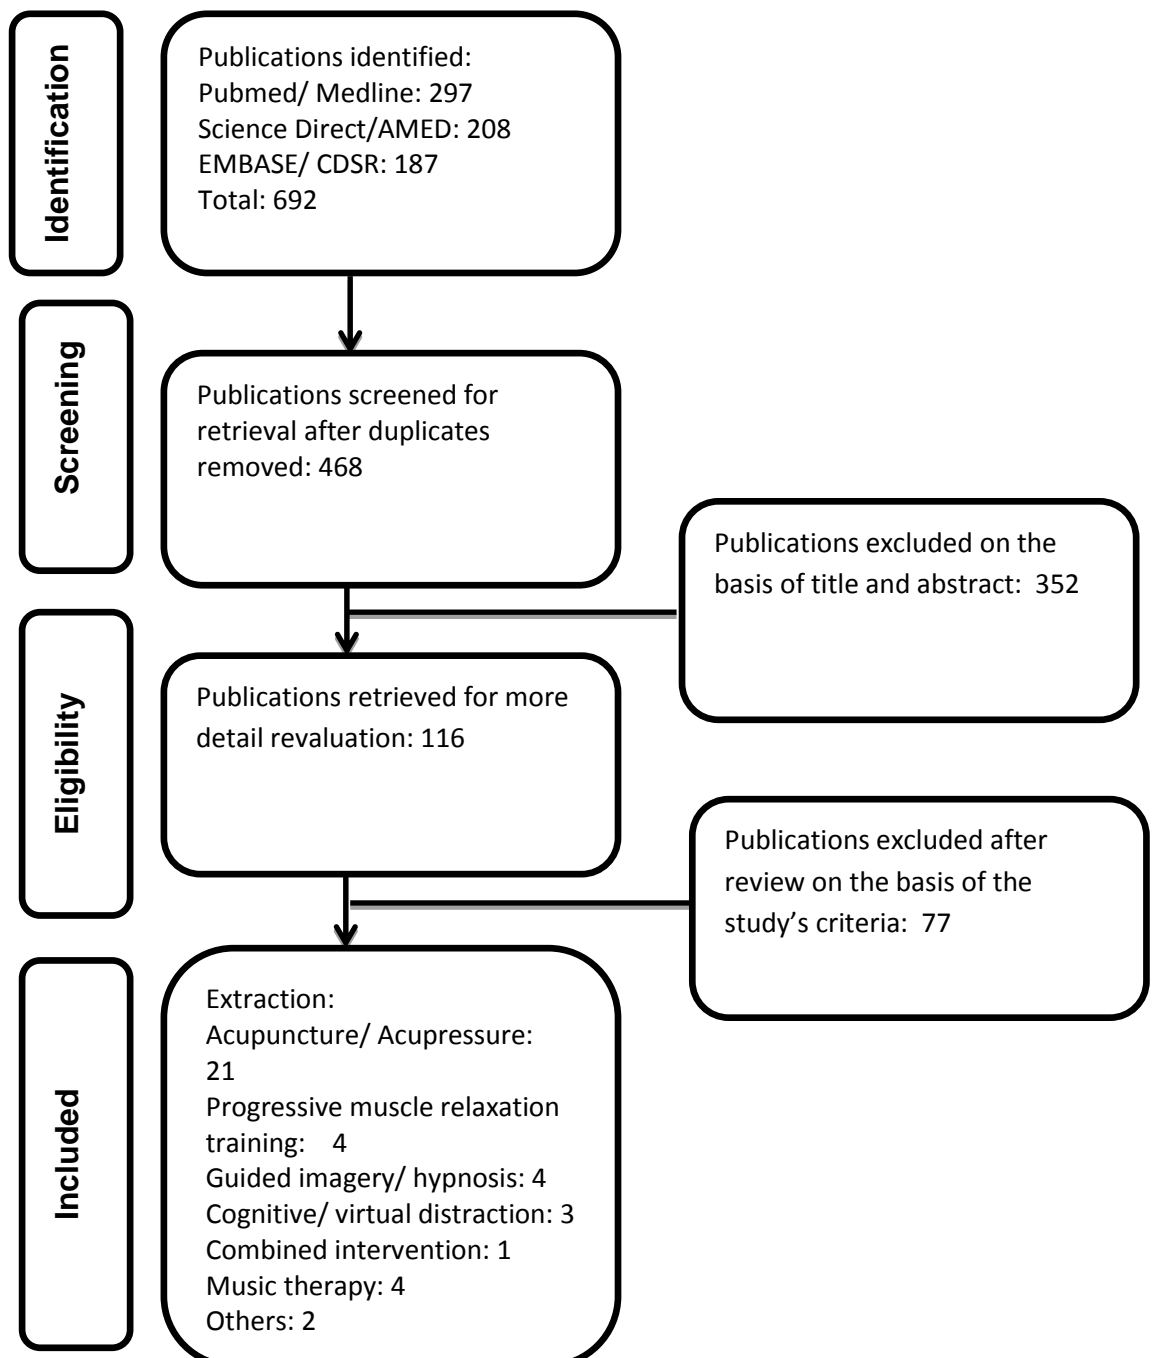 Identification
Publications identified:
Pubmed/ Medline: 297
Science Direct/AMED: 208
EMBASE/ CDSR: 187
Total: 692
Screening
Publications screened for
retrieval after duplicates
removed: 468
Publications excluded on the
basis of title and abstract:  352
Eligibility
Publications retrieved for more
detail revaluation: 116
Publications excluded after
review on the basis of the
study’s criteria:  77
Included
Extraction:
Acupuncture/ Acupressure:
21
Progressive muscle relaxation
training:   4
Guided imagery/ hypnosis: 4
Cognitive/ virtual distraction: 3
Combined intervention: 1
Music therapy: 4
Others: 2